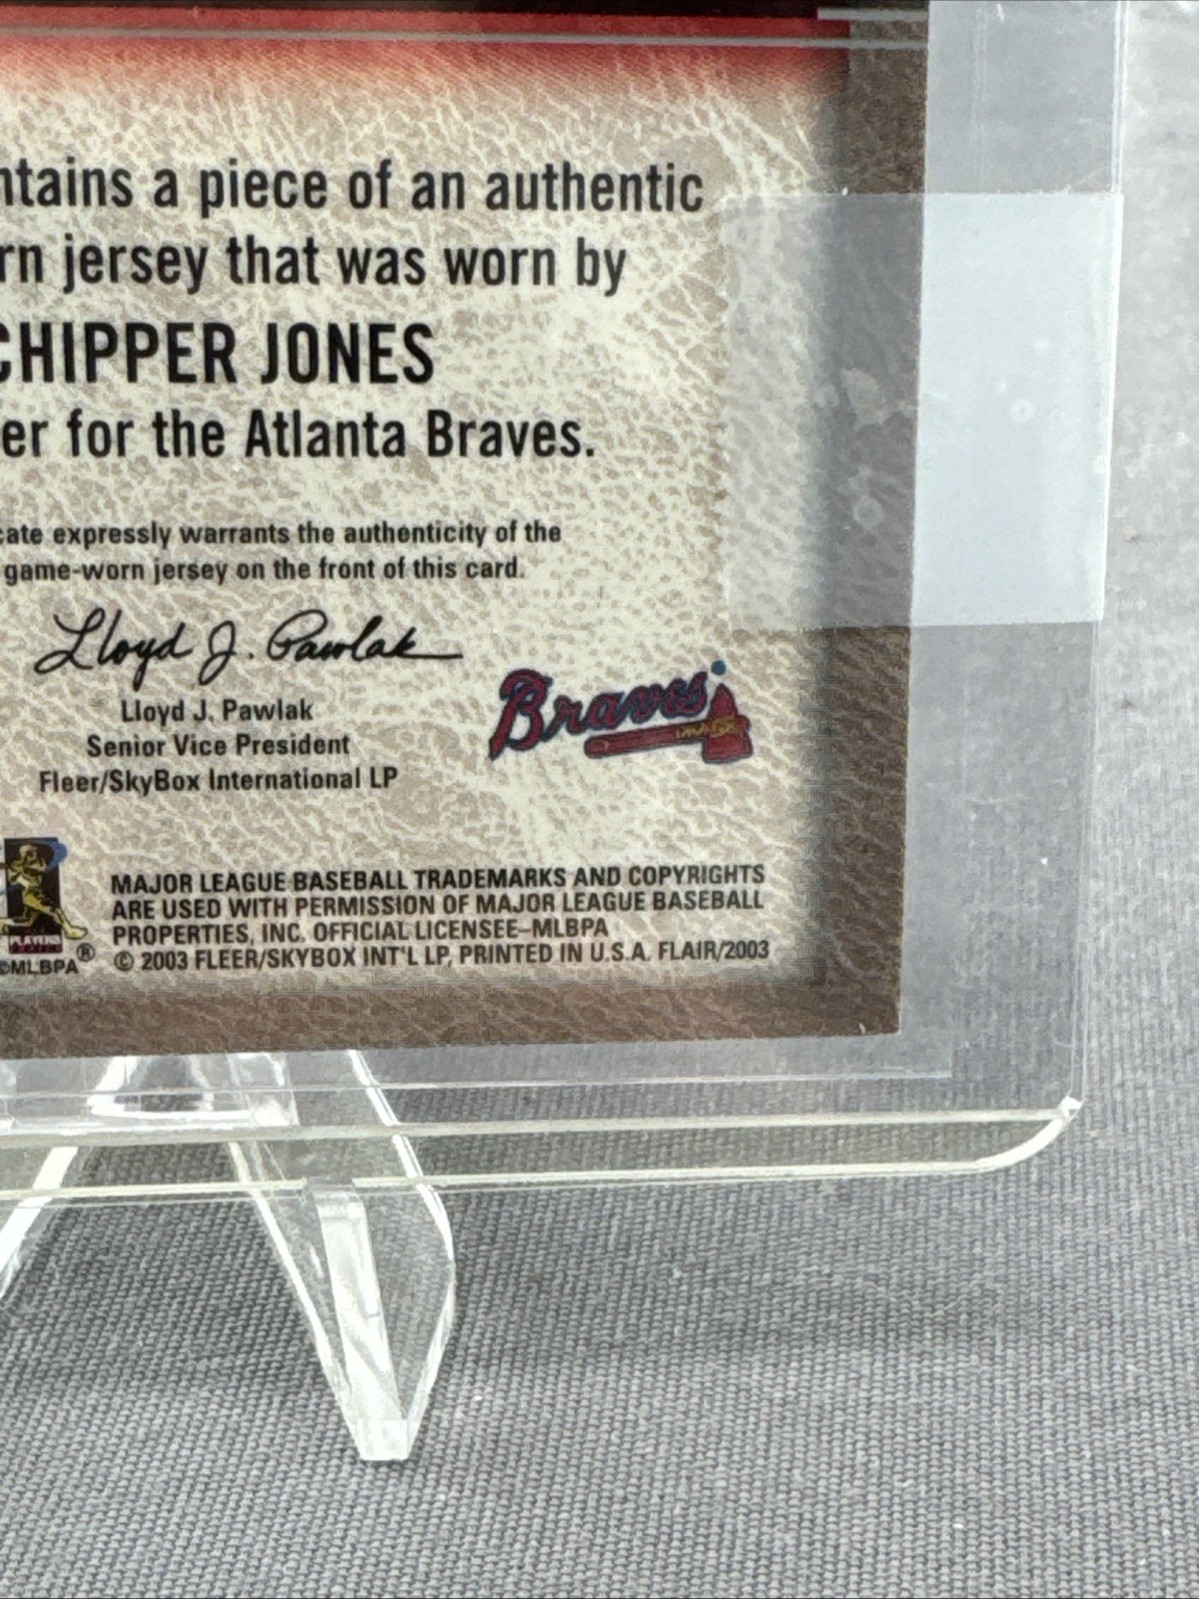 ntains a piece of an authentic
rn jersey that was worn by
CHIPPER JONES
er for the Atlanta Braves.
cate expressly warrants the authenticity of the
game-worn jersey on the front of this card.
Lloyd J. Pawlak
Lloyd J. Pawlak
Senior Vice President
Fleer/SkyBox International LP
Braves
PLAYERS
©MLBPA®
MAJOR LEAGUE BASEBALL TRADEMARKS AND COPYRIGHTS
ARE USED WITH PERMISSION OF MAJOR LEAGUE BASEBALL
PROPERTIES, INC. OFFICIAL LICENSEE–MLBPA
© 2003 FLEER/SKYBOX INT'L LP, PRINTED IN U.S.A. FLAIR/2003